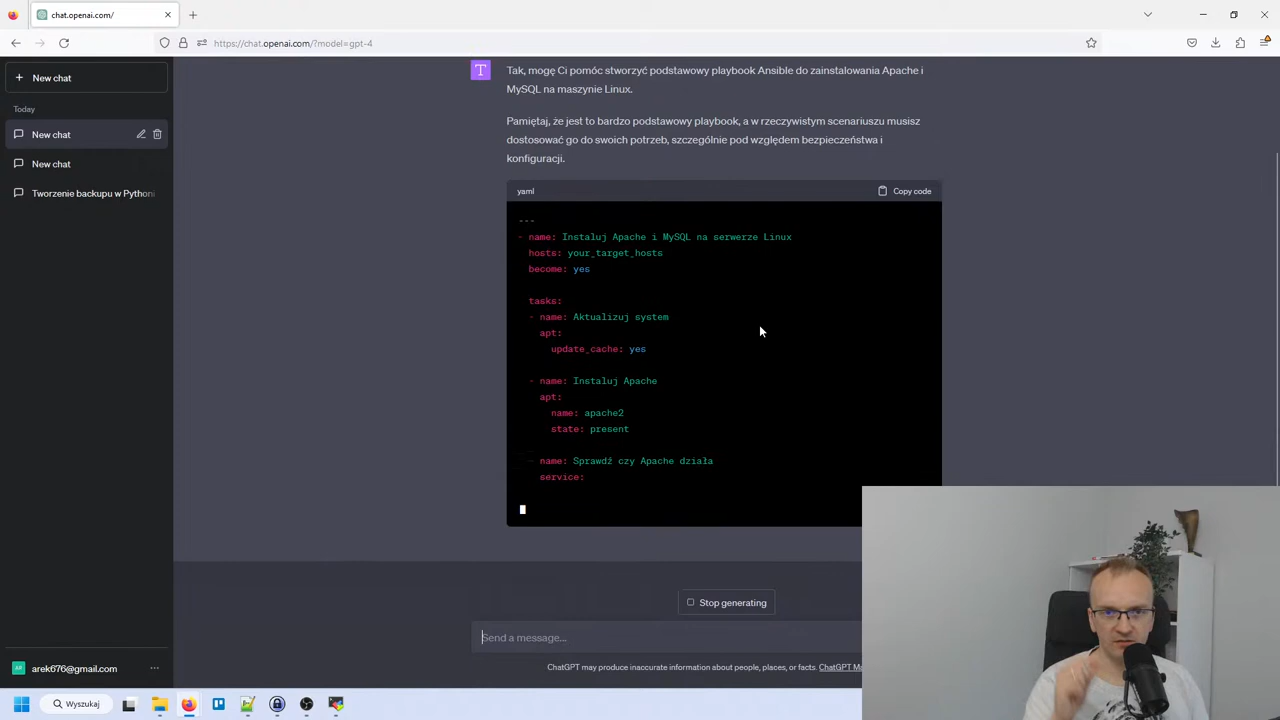 chat.openai.com/
https://chat.openai.com/?model=gpt-4
New chat
Today
New chat
New chat
Tworzenie backupu w Pythoni
Tak, mogę Ci pomóc stworzyć podstawowy playbook Ansible do zainstalowania Apache i
MySQL na maszynie Linux.
Pamiętaj, że jest to bardzo podstawowy playbook, a w rzeczywistym scenariuszu musisz
dostosować go do swoich potrzeb, szczególnie pod względem bezpieczeństwa i
konfiguracji.
yaml
Copy code
---
- name: Instaluj Apache i MySQL na serwerze Linux
hosts: your_target_hosts
become: yes
tasks:
- name: Aktualizuj system
apt:
update_cache: yes
- name: Instaluj Apache
apt:
name: apache2
state: present
- name: Sprawdź czy Apache działa
service:
Stop generating
Send a message...
ChatGPT may produce inaccurate information about people, places, or facts. ChatGPT Ma
arek676@gmail.com
Wyszukaj